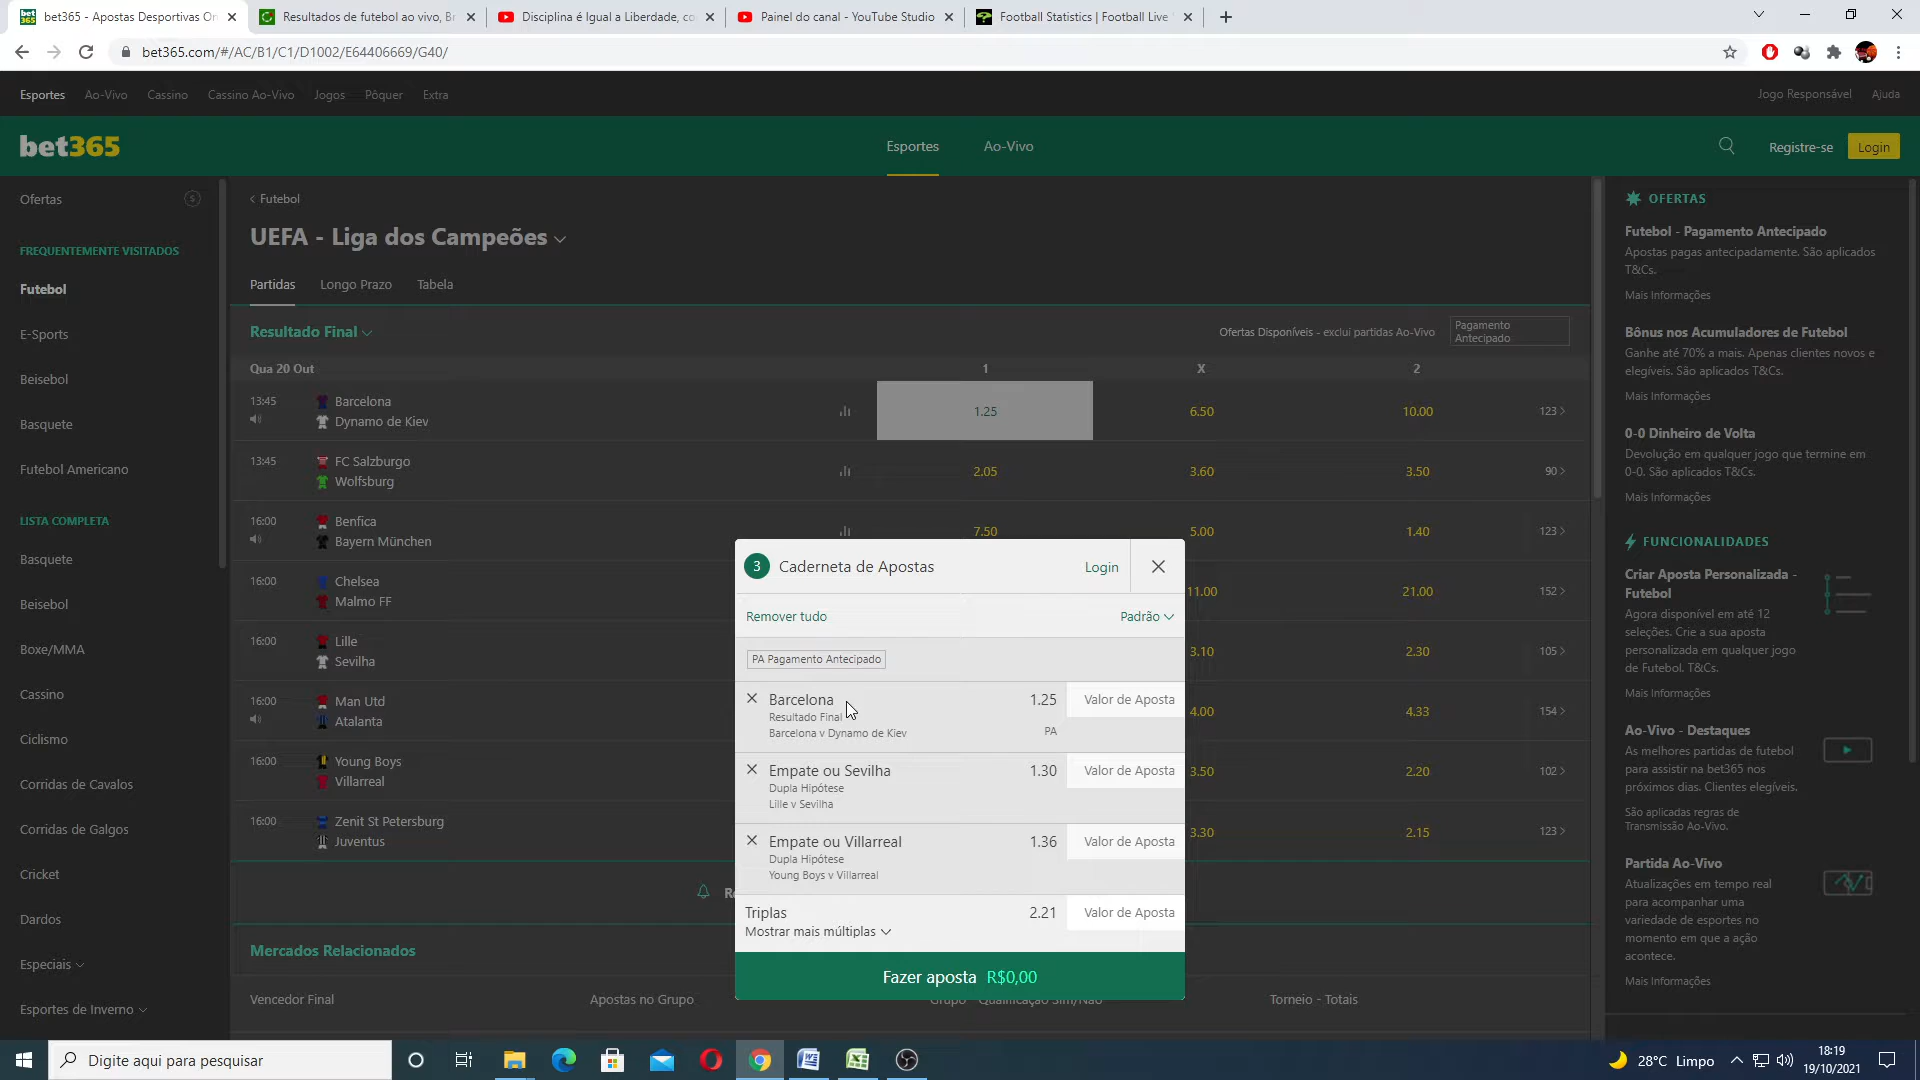 bet365 - Apostas Desportivas On
Resultados de futebol ao vivo, Br
Disciplina é Igual a Liberdade, co
Painel do canal - YouTube Studio
Football Statistics | Football Live
bet365.com/#/AC/B1/C1/D1002/E64406669/G40/
Esportes Ao-Vivo Cassino Cassino Ao-Vivo Jogos Pôquer Extra
Jogo Responsável Ajuda
bet365
Esportes Ao-Vivo
Registre-se Login
Ofertas
FREQUENTEMENTE VISITADOS
Futebol
E-Sports
Beisebol
Basquete
Futebol Americano
LISTA COMPLETA
Basquete
Beisebol
Boxe/MMA
Cassino
Ciclismo
Corridas de Cavalos
Corridas de Galgos
Cricket
Dardos
Especiais
Esportes de Inverno
Futebol
UEFA - Liga dos Campeões
Partidas Longo Prazo Tabela
Resultado Final
Ofertas Disponíveis - exclui partidas Ao-Vivo
Pagamento
Antecipado
Qua 20 Out 1 X 2
13:45 Barcelona
Dynamo de Kiev
1.25 6.50 10.00 123
13:45 FC Salzburgo
Wolfsburg
2.05 3.60 3.50 90
16:00 Benfica
Bayern München
7.50 5.00 1.40 123
16:00 Chelsea
Malmo FF
11.00 21.00 152
16:00 Lille
Sevilha
3.10 2.30 105
16:00 Man Utd
Atalanta
4.00 4.33 154
16:00 Young Boys
Villarreal
3.50 2.20 102
16:00 Zenit St Petersburg
Juventus
3.30 2.15 123
Mercados Relacionados
Vencedor Final Apostas no Grupo Grupo - Qualificação Sim/Não Torneio - Totais
3 Caderneta de Apostas Login
Remover tudo Padrão
PA Pagamento Antecipado
Barcelona 1.25 Valor de Aposta
Resultado Final
Barcelona v Dynamo de Kiev PA
Empate ou Sevilha 1.30 Valor de Aposta
Dupla Hipótese
Lille v Sevilha
Empate ou Villarreal 1.36 Valor de Aposta
Dupla Hipótese
Young Boys v Villarreal
Triplas 2.21 Valor de Aposta
Mostrar mais múltiplas
Fazer aposta R$0,00
OFERTAS
Futebol - Pagamento Antecipado
Apostas pagas antecipadamente. São aplicados
T&Cs.
Mais Informações
Bônus nos Acumuladores de Futebol
Ganhe até 70% a mais. Apenas clientes novos e
elegíveis. São aplicados T&Cs.
Mais Informações
0-0 Dinheiro de Volta
Devolução em qualquer jogo que termine em
0-0. São aplicados T&Cs.
Mais Informações
FUNCIONALIDADES
Criar Aposta Personalizada -
Futebol
Agora disponível em até 12
seleções. Crie a sua aposta
personalizada em qualquer jogo
de Futebol. T&Cs.
Mais Informações
Ao-Vivo - Destaques
As melhores partidas de futebol
para assistir na bet365 nos
próximos dias. Clientes elegíveis.
São aplicadas regras de
Transmissão Ao-Vivo.
Partida Ao-Vivo
Atualizações em tempo real
para acompanhar uma
variedade de esportes no
momento em que a ação
acontece.
Mais Informações
Digite aqui para pesquisar
28°C Limpo
18:19
19/10/2021